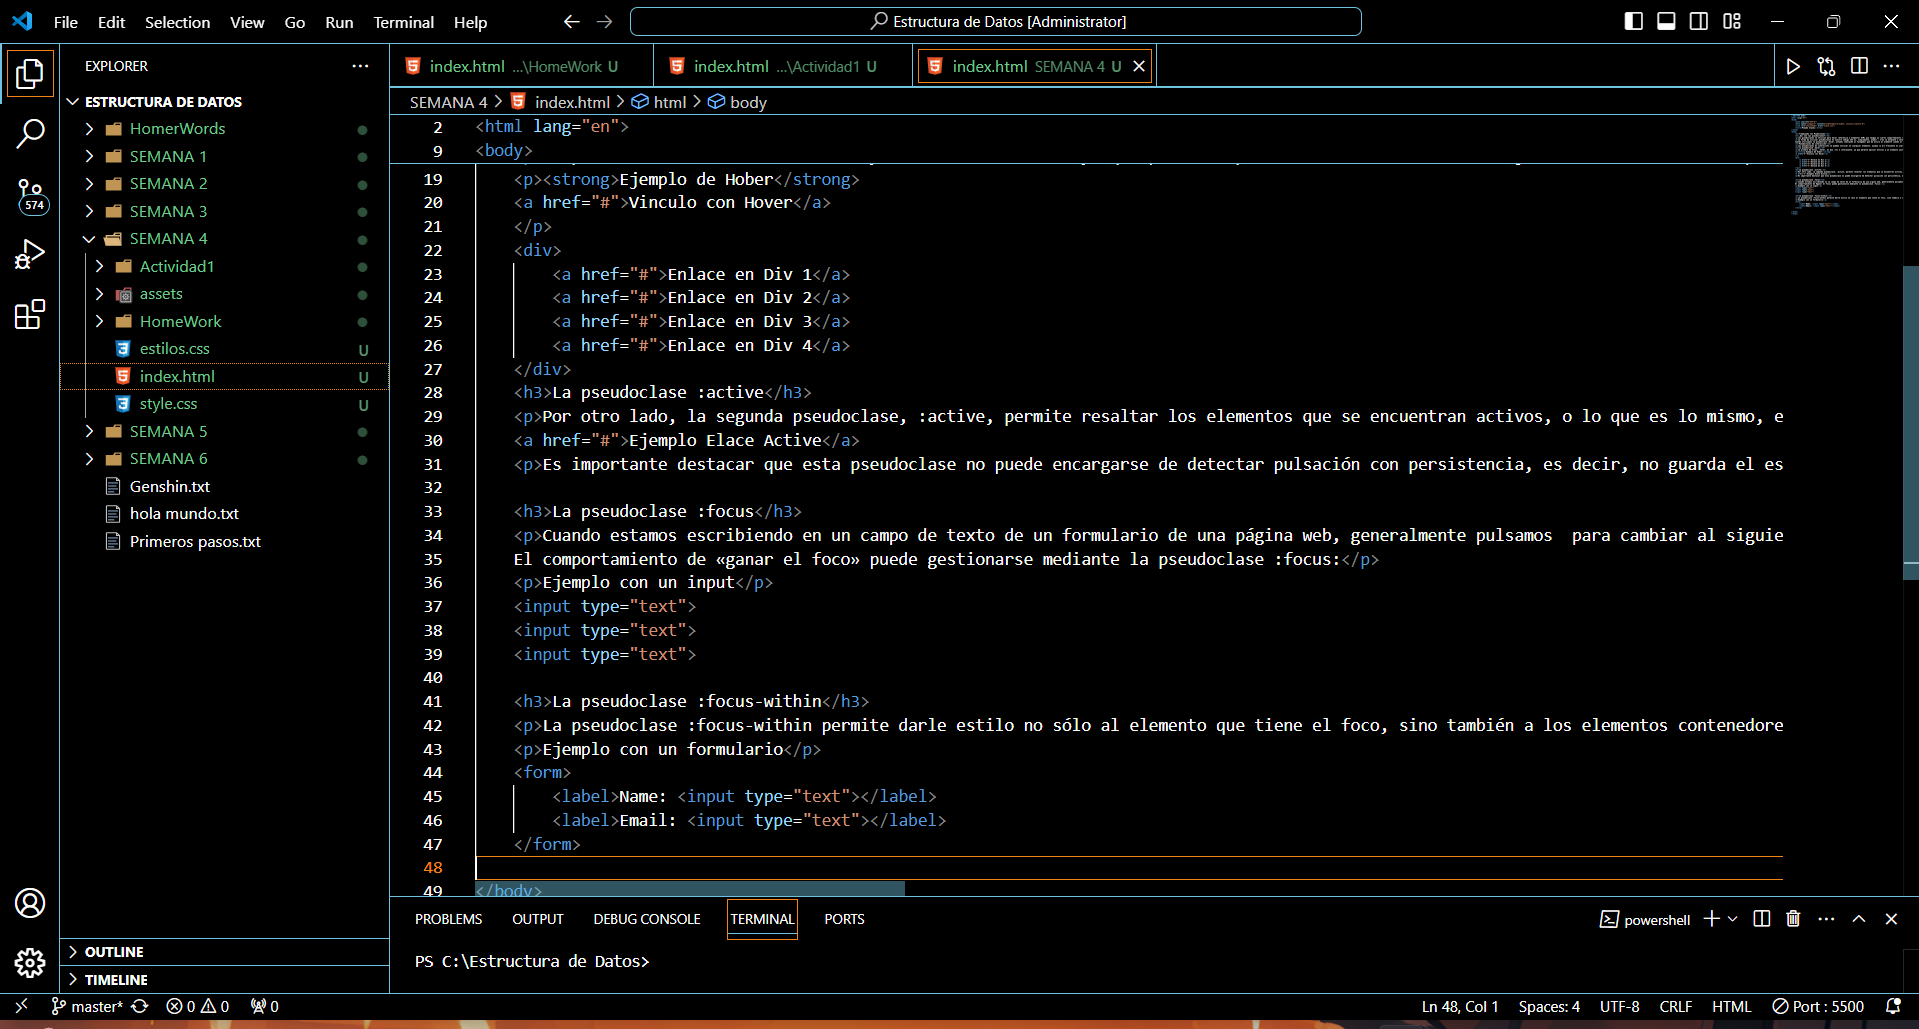 File Edit Selection View Go Run Terminal Help
Estructura de Datos [Administrator]
EXPLORER
ESTRUCTURA DE DATOS
HomerWords
SEMANA 1
SEMANA 2
SEMANA 3
SEMANA 4
Actividad1
assets
HomeWork
estilos.css U
index.html U
style.css U
SEMANA 5
SEMANA 6
Genshin.txt
hola mundo.txt
Primeros pasos.txt
OUTLINE
TIMELINE
574
index.html ...\HomeWork U
index.html ...\Actividad1 U
index.html SEMANA 4 U
SEMANA 4 > index.html > html > body
2 <html lang="en">
9 <body>
19 <p><strong>Ejemplo de Hober</strong>
20 <a href="#">Vinculo con Hover</a>
21 </p>
22 <div>
23 <a href="#">Enlace en Div 1</a>
24 <a href="#">Enlace en Div 2</a>
25 <a href="#">Enlace en Div 3</a>
26 <a href="#">Enlace en Div 4</a>
27 </div>
28 <h3>La pseudoclase :active</h3>
29 <p>Por otro lado, la segunda pseudoclase, :active, permite resaltar los elementos que se encuentran activos, o lo que es lo mismo, e
30 <a href="#">Ejemplo Elace Active</a>
31 <p>Es importante destacar que esta pseudoclase no puede encargarse de detectar pulsación con persistencia, es decir, no guarda el es
32
33 <h3>La pseudoclase :focus</h3>
34 <p>Cuando estamos escribiendo en un campo de texto de un formulario de una página web, generalmente pulsamos  para cambiar al siguie
35 El comportamiento de «ganar el foco» puede gestionarse mediante la pseudoclase :focus:</p>
36 <p>Ejemplo con un input</p>
37 <input type="text">
38 <input type="text">
39 <input type="text">
40
41 <h3>La pseudoclase :focus-within</h3>
42 <p>La pseudoclase :focus-within permite darle estilo no sólo al elemento que tiene el foco, sino también a los elementos contenedore
43 <p>Ejemplo con un formulario</p>
44 <form>
45 <label>Name: <input type="text"></label>
46 <label>Email: <input type="text"></label>
47 </form>
48
49 </body>
PROBLEMS OUTPUT DEBUG CONSOLE TERMINAL PORTS
powershell
PS C:\Estructura de Datos>
master* 0 0 0
Ln 48, Col 1 Spaces: 4 UTF-8 CRLF HTML Port : 5500